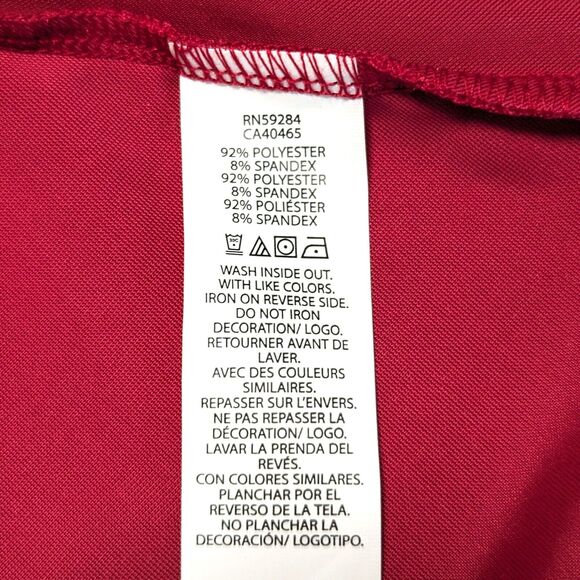 RN59284
CA40465
92% POLYESTER
8% SPANDEX
92% POLYESTER
8% SPANDEX
92% POLIÉSTER
8% SPANDEX
WASH INSIDE OUT.
WITH LIKE COLORS.
IRON ON REVERSE SIDE.
DO NOT IRON
DECORATION/ LOGO.
RETOURNER AVANT DE
LAVER.
AVEC DES COULEURS
SIMILAIRES.
REPASSER SUR L'ENVERS.
NE PAS REPASSER LA
DÉCORATION/ LOGO.
LAVAR LA PRENDA DEL
REVÉS.
CON COLORES SIMILARES.
PLANCHAR POR EL
REVERSO DE LA TELA.
NO PLANCHAR LA
DECORACIÓN/ LOGOTIPO.